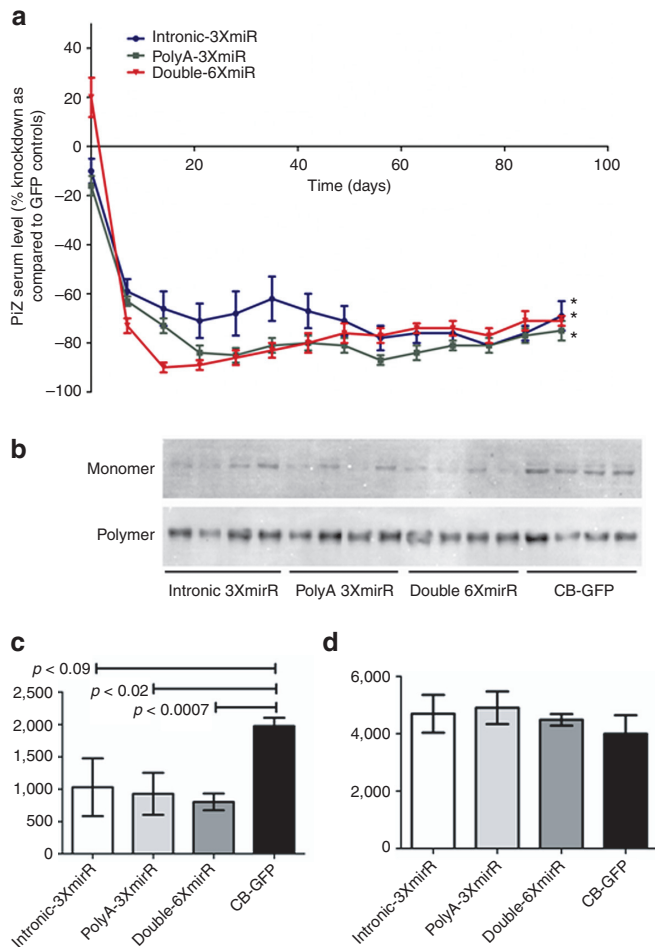 a
Intronic-3XmiR
PolyA-3XmiR
Double-6XmiR
PiZ serum level (% knockdown as
compared to GFP controls)
40
20
0
−20
−40
−60
−80
−100
20
40
60
80
100
Time (days)
*
*
*
b
Monomer
Polymer
Intronic 3XmirR
PolyA 3XmirR
Double 6XmirR
CB-GFP
c
p < 0.09
p < 0.02
p < 0.0007
2,500
2,000
1,500
1,000
500
0
Intronic-3XmirR
PolyA-3XmirR
Double-6XmirR
CB-GFP
d
6,000
4,000
2,000
0
Intronic-3XmirR
PolyA-3XmirR
Double-6XmirR
CB-GFP